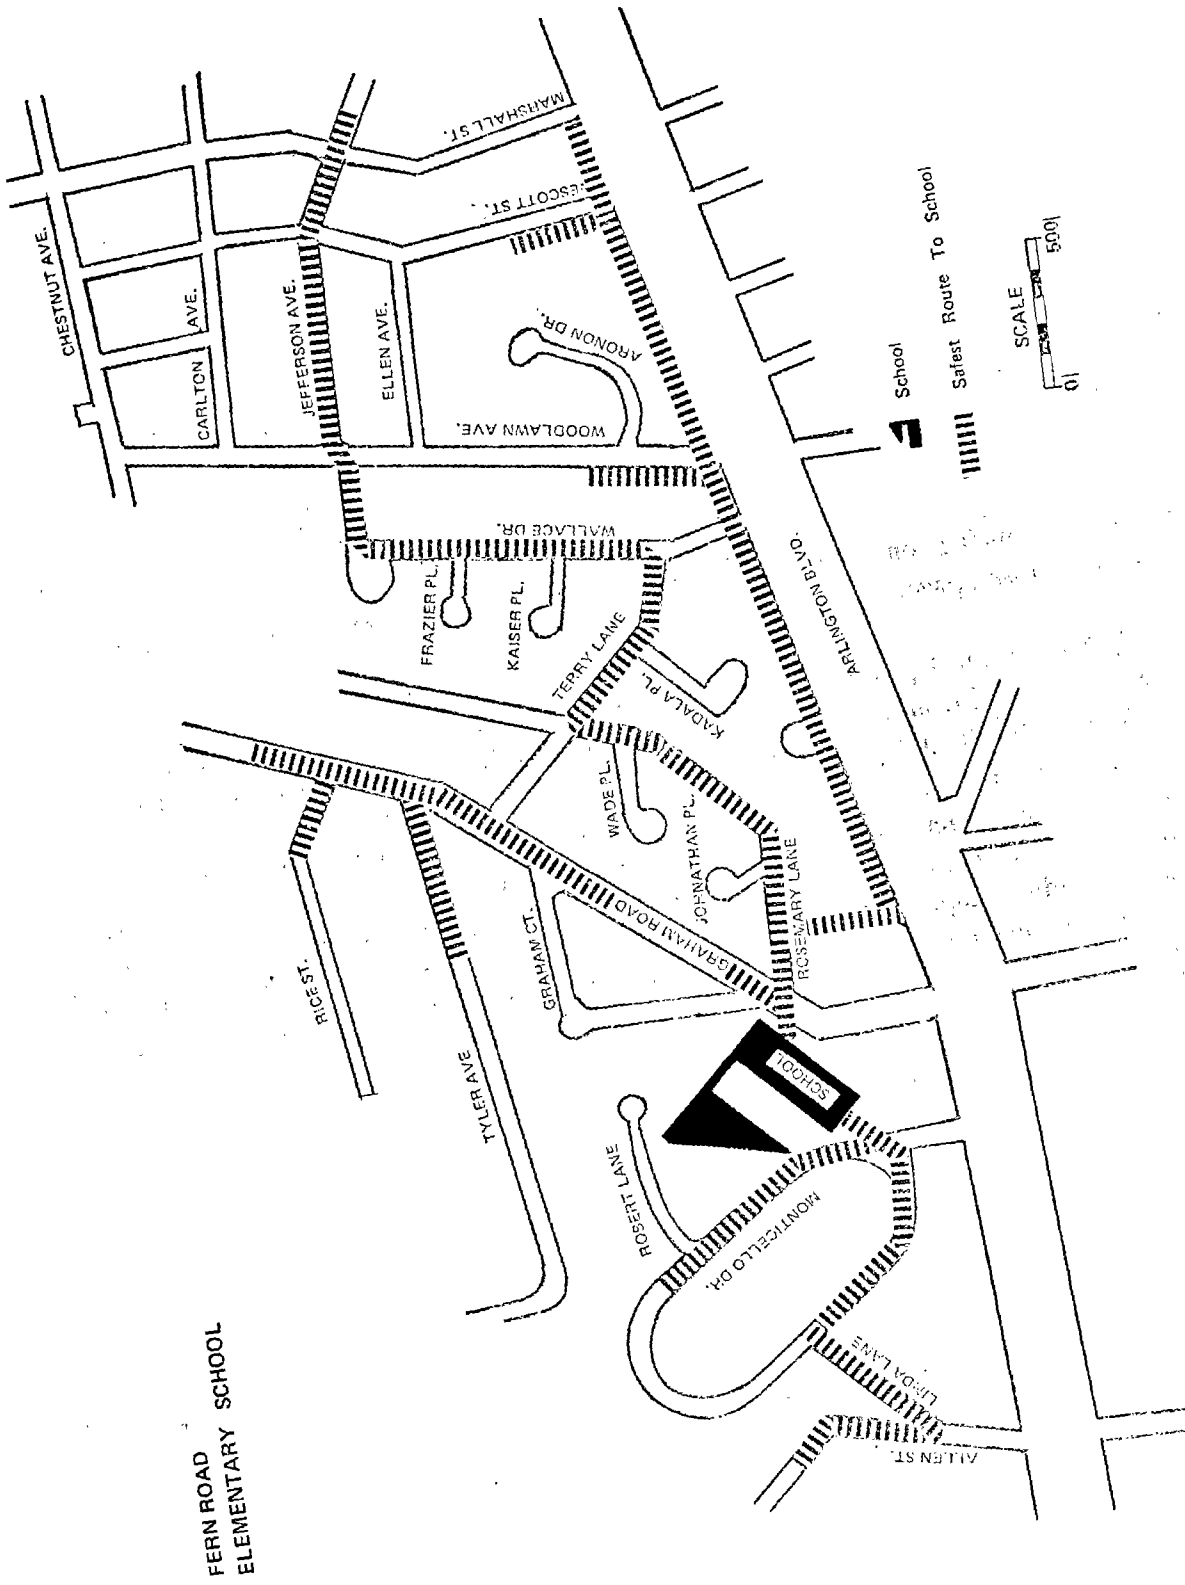 FERN ROAD
ELEMENTARY SCHOOL
CHESTNUT AVE.
CARLTON AVE.
JEFFERSON AVE.
ELLEN AVE.
MARSHALL ST.
ESCOTT ST.
ARONON DR.
WOODLAWN AVE.
WALLACE DR.
FRAZIER PL.
KAISER PL.
TERRY LANE
KADALA PL.
WADE PL.
JOHNATHAN PL.
ROSEMARY LANE
GRAHAM ROAD
GRAHAM CT.
RICE ST.
TYLER AVE
ROBERT LANE
MONTICELLO DR.
LINDA LANE
ALLEN ST.
ARLINGTON BLVD.
SCHOOL
School
Safest Route To School
SCALE
0 500